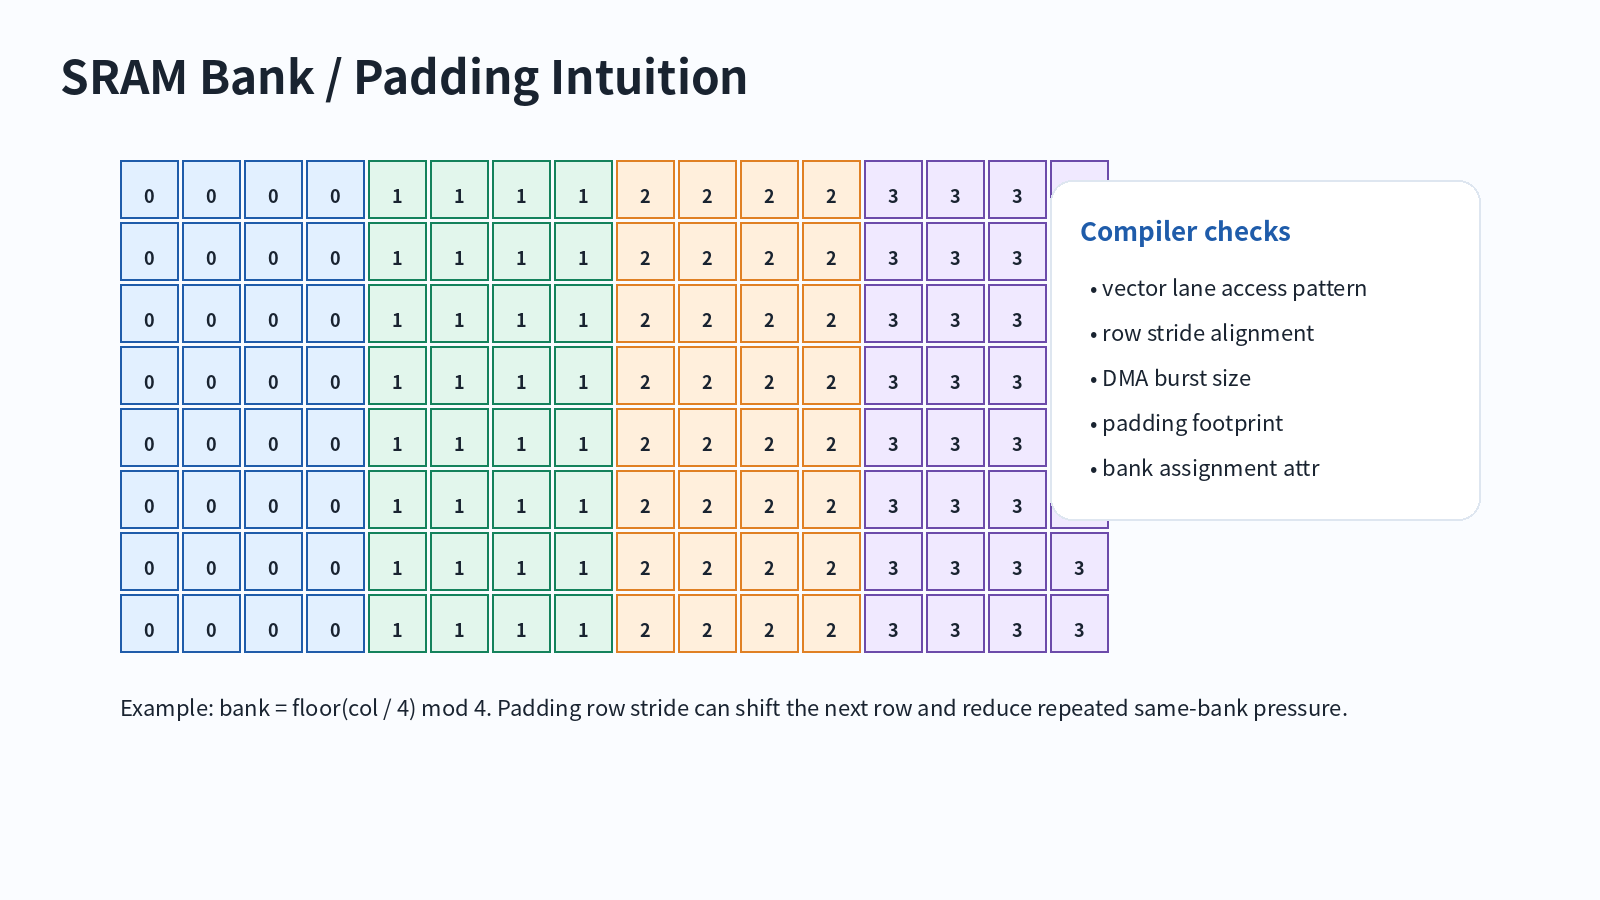 SRAM Bank / Padding Intuition
0 0 0 0 1 1 1 1 2 2 2 2 3 3 3
0 0 0 0 1 1 1 1 2 2 2 2 3 3 3
0 0 0 0 1 1 1 1 2 2 2 2 3 3 3
0 0 0 0 1 1 1 1 2 2 2 2 3 3 3
0 0 0 0 1 1 1 1 2 2 2 2 3 3 3
0 0 0 0 1 1 1 1 2 2 2 2 3 3 3
0 0 0 0 1 1 1 1 2 2 2 2 3 3 3 3
0 0 0 0 1 1 1 1 2 2 2 2 3 3 3 3
Compiler checks
• vector lane access pattern
• row stride alignment
• DMA burst size
• padding footprint
• bank assignment attr
Example: bank = floor(col / 4) mod 4. Padding row stride can shift the next row and reduce repeated same-bank pressure.